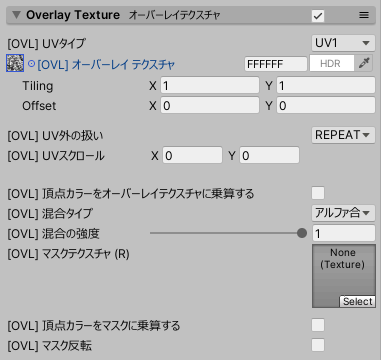 Overlay Texture オーバーレイテクスチャ
[OVL] UVタイプ UV1
[OVL] オーバーレイ テクスチャ FFFFFF HDR
Tiling X 1 Y 1
Offset X 0 Y 0
[OVL] UV外の扱い REPEAT
[OVL] UVスクロール X 0 Y 0
[OVL] 頂点カラーをオーバーレイテクスチャに乗算する
[OVL] 混合タイプ アルファ合
[OVL] 混合の強度 1
[OVL] マスクテクスチャ (R) None
(Texture)
Select
[OVL] 頂点カラーをマスクに乗算する
[OVL] マスク反転